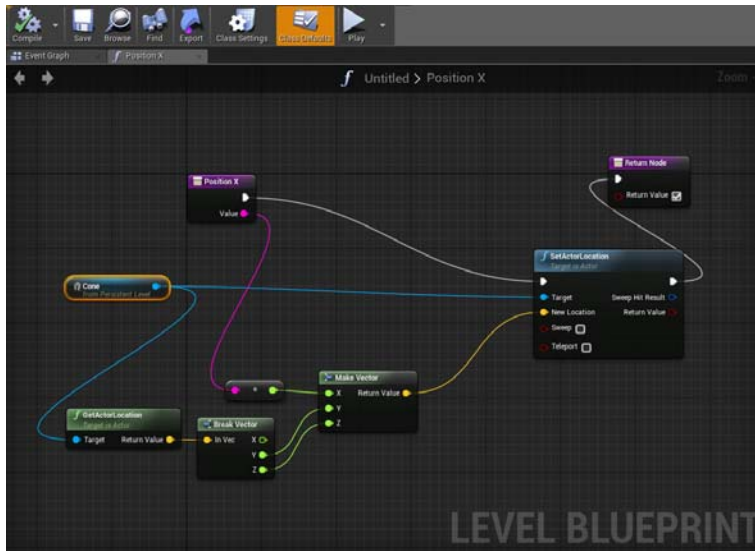 Compile
Save
Browse
Find
Export
Class Settings
Class Defaults
Play
Event Graph
f Position X
f Untitled > Position X
Zoom
Return Node
Return Value
Position X
Value
f SetActorLocation
Target is Actor
Target
Sweep Hit Result
New Location
Return Value
Sweep
Teleport
Cone
from Persistent Level
Make Vector
X
Return Value
Y
Z
f GetActorLocation
Target is Actor
Target
Return Value
Break Vector
In Vec
X
Y
Z
LEVEL BLUEPRINT